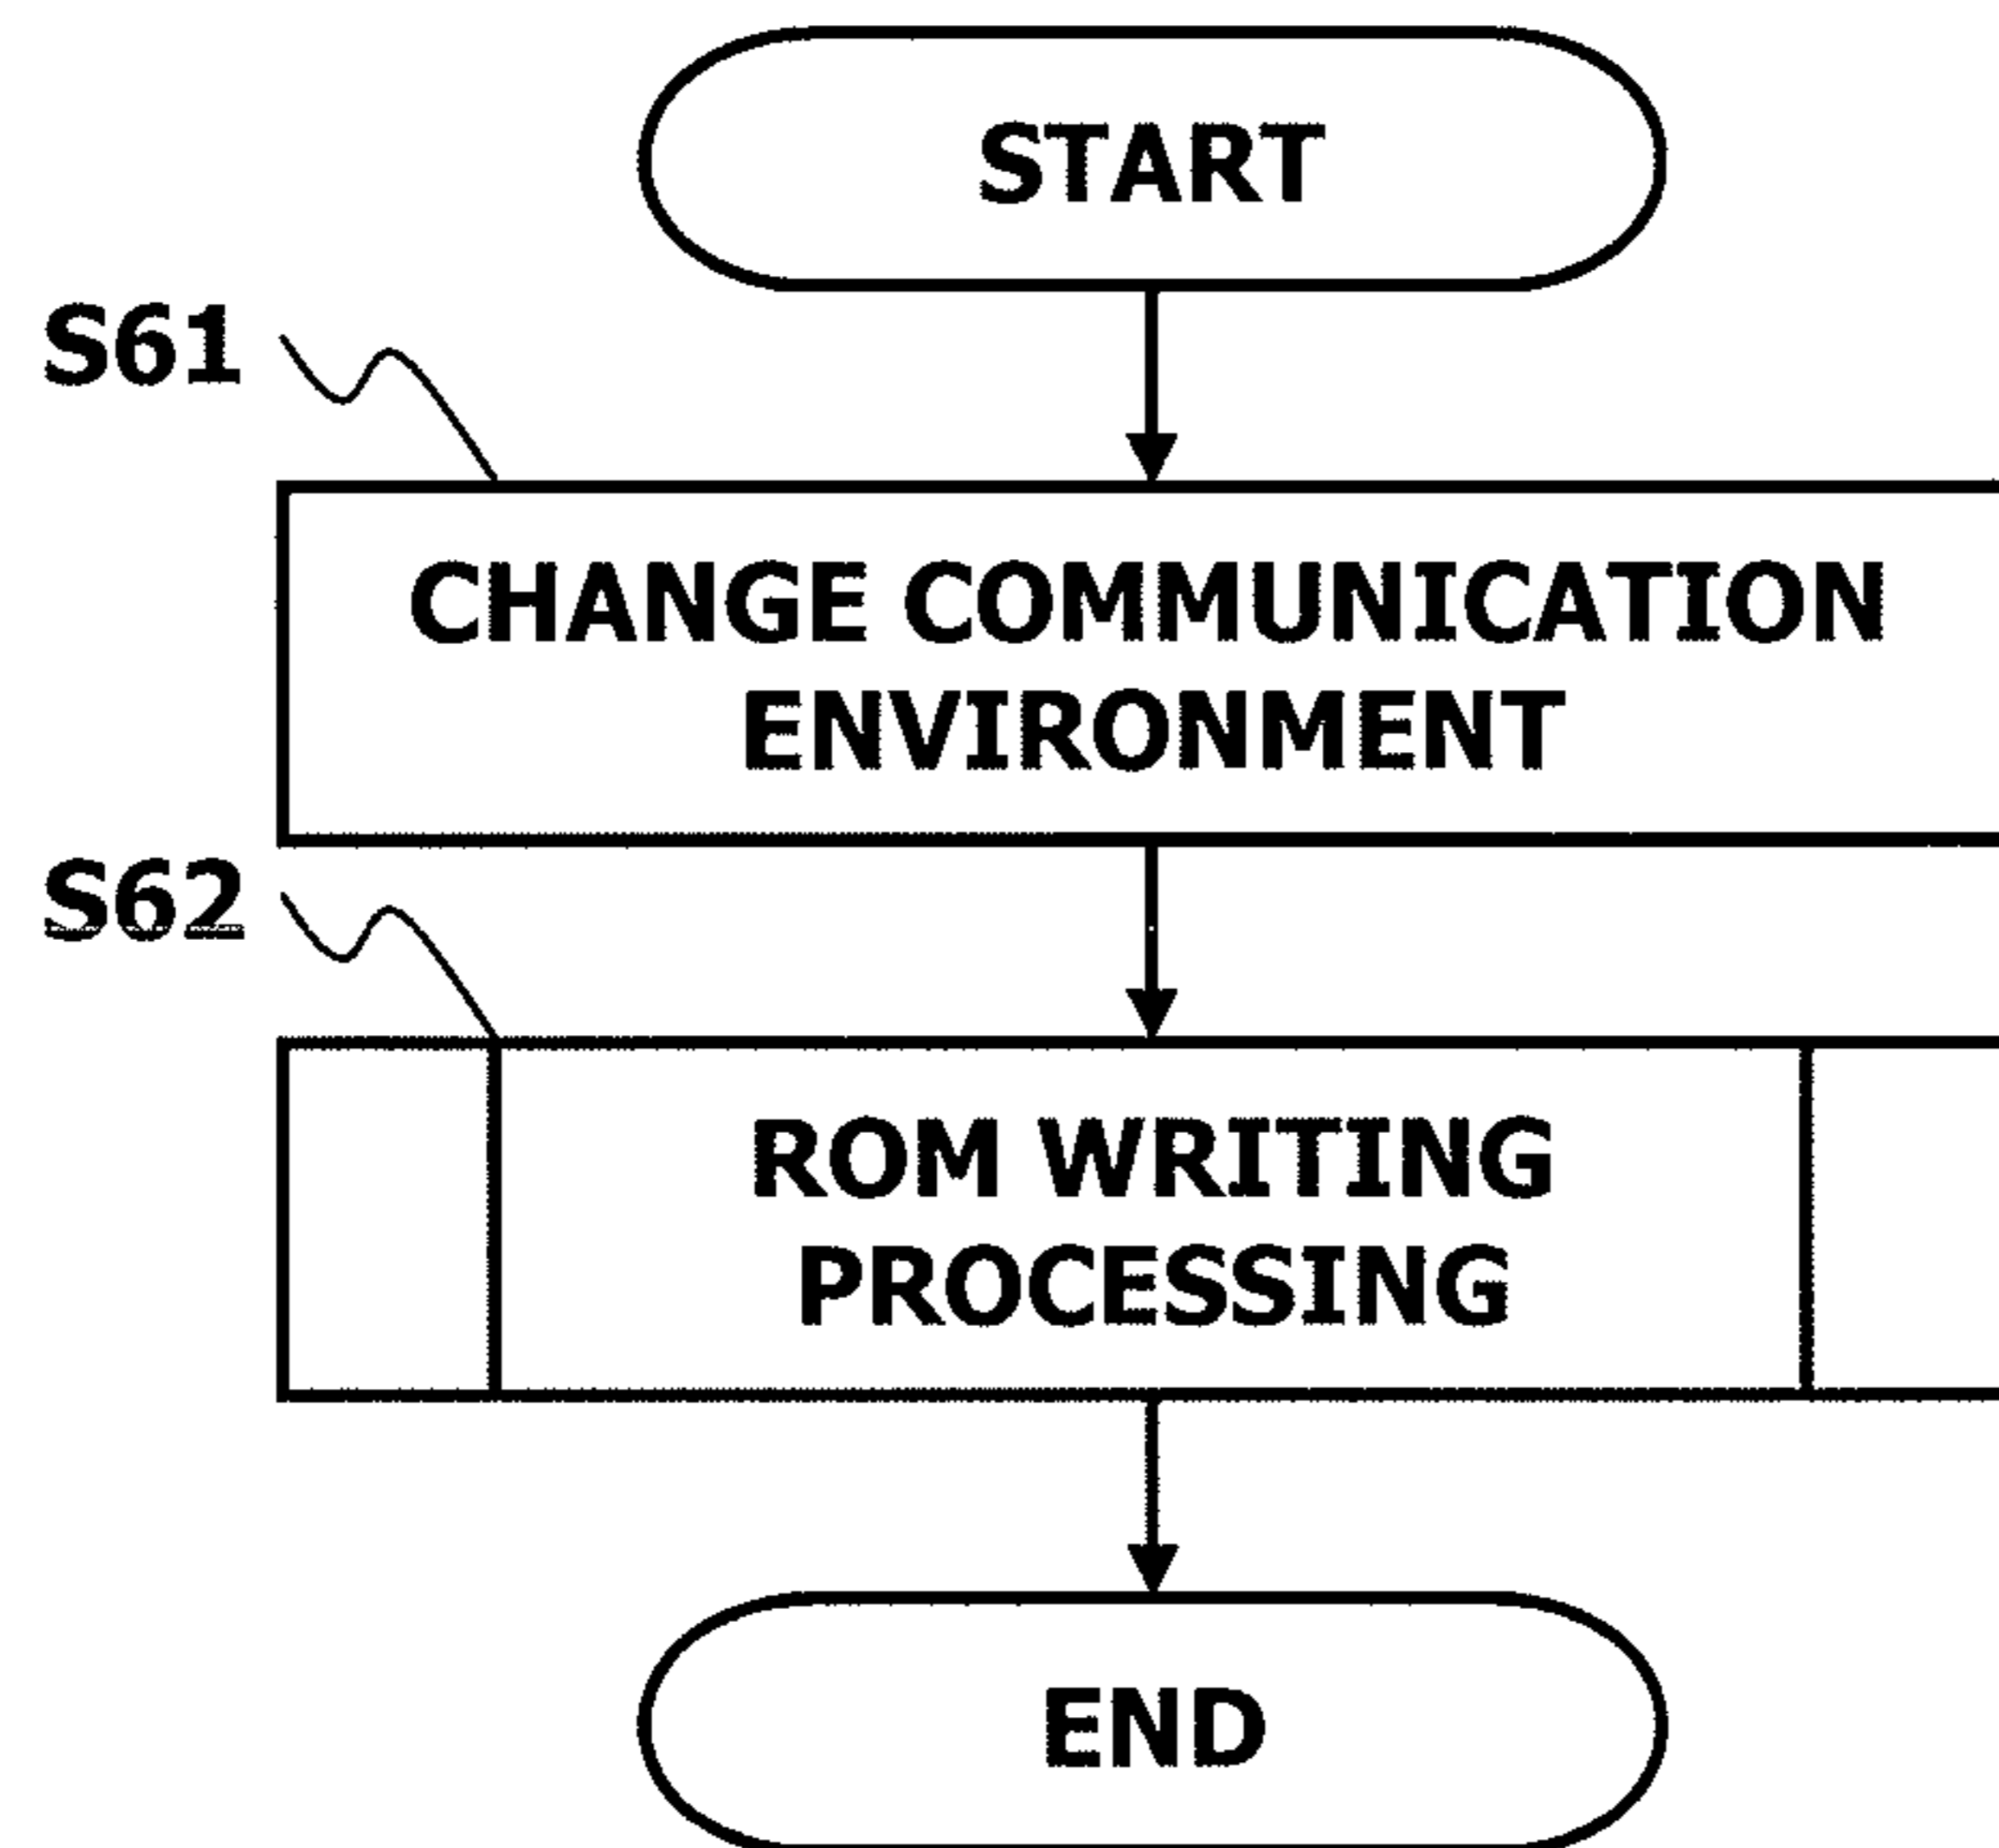 START
S61
CHANGE COMMUNICATION
ENVIRONMENT
S62
ROM WRITING
PROCESSING
END